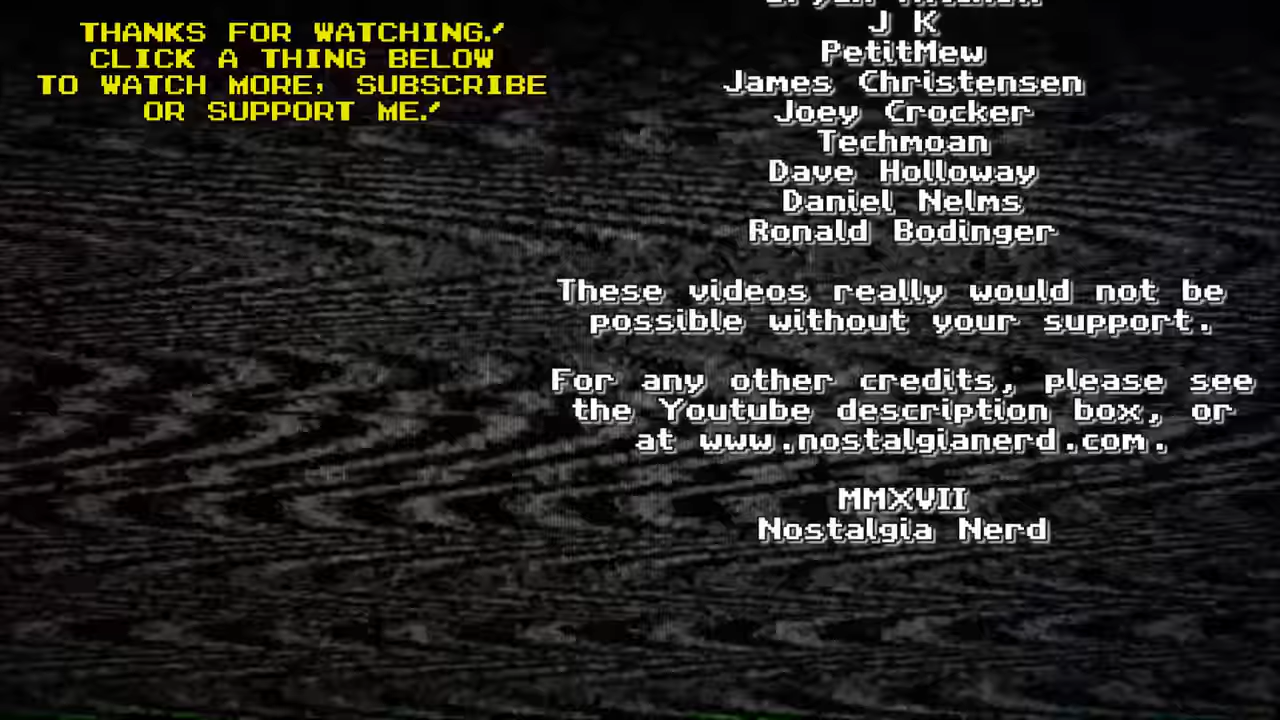 THANKS FOR WATCHING!
CLICK A THING BELOW
TO WATCH MORE, SUBSCRIBE
OR SUPPORT ME!
J K
PetitMew
James Christensen
Joey Crocker
Techmoan
Dave Holloway
Daniel Nelms
Ronald Bodinger
These videos really would not be
possible without your support.
For any other credits, please see
the Youtube description box, or
at www.nostalgianerd.com.
MMXVII
Nostalgia Nerd